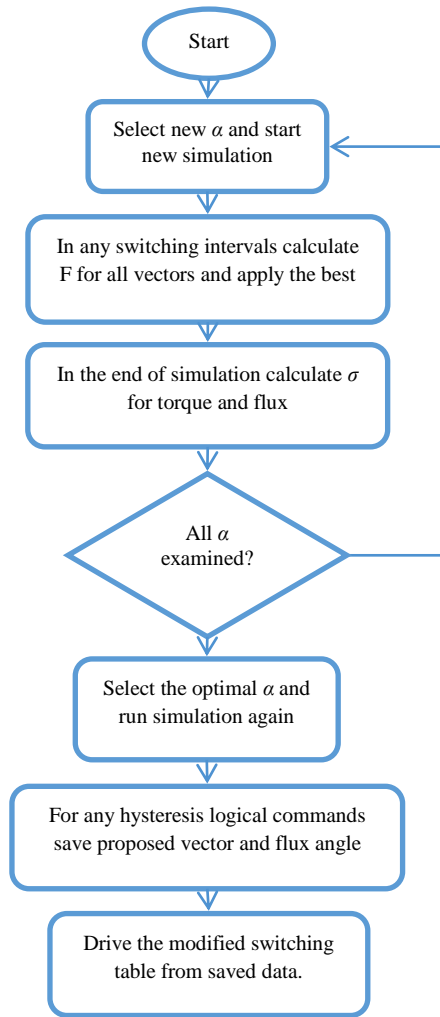 Start
Select new α and start
new simulation
In any switching intervals calculate
F for all vectors and apply the best
In the end of simulation calculate σ
for torque and flux
All α
examined?
Select the optimal α and
run simulation again
For any hysteresis logical commands
save proposed vector and flux angle
Drive the modified switching
table from saved data.